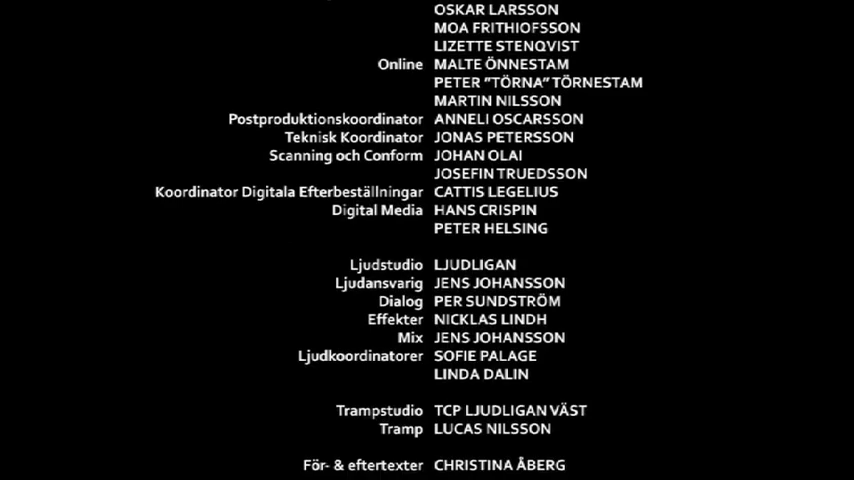 OSKAR LARSSON
MOA FRITHIOFSSON
LIZETTE STENQVIST
Online MALTE ÖNNESTAM
PETER ”TÖRNA” TÖRNESTAM
MARTIN NILSSON
Postproduktionskoordinator ANNELI OSCARSSON
Teknisk Koordinator JONAS PETERSSON
Scanning och Conform JOHAN OLAI
JOSEFIN TRUEDSSON
Koordinator Digitala Efterbeställningar CATTIS LEGELIUS
Digital Media HANS CRISPIN
PETER HELSING
Ljudstudio LJUDLIGAN
Ljudansvarig JENS JOHANSSON
Dialog PER SUNDSTRÖM
Effekter NICKLAS LINDH
Mix JENS JOHANSSON
Ljudkoordinatorer SOFIE PALAGE
LINDA DALIN
Trampstudio TCP LJUDLIGAN VÄST
Tramp LUCAS NILSSON
För- & eftertexter CHRISTINA ÅBERG